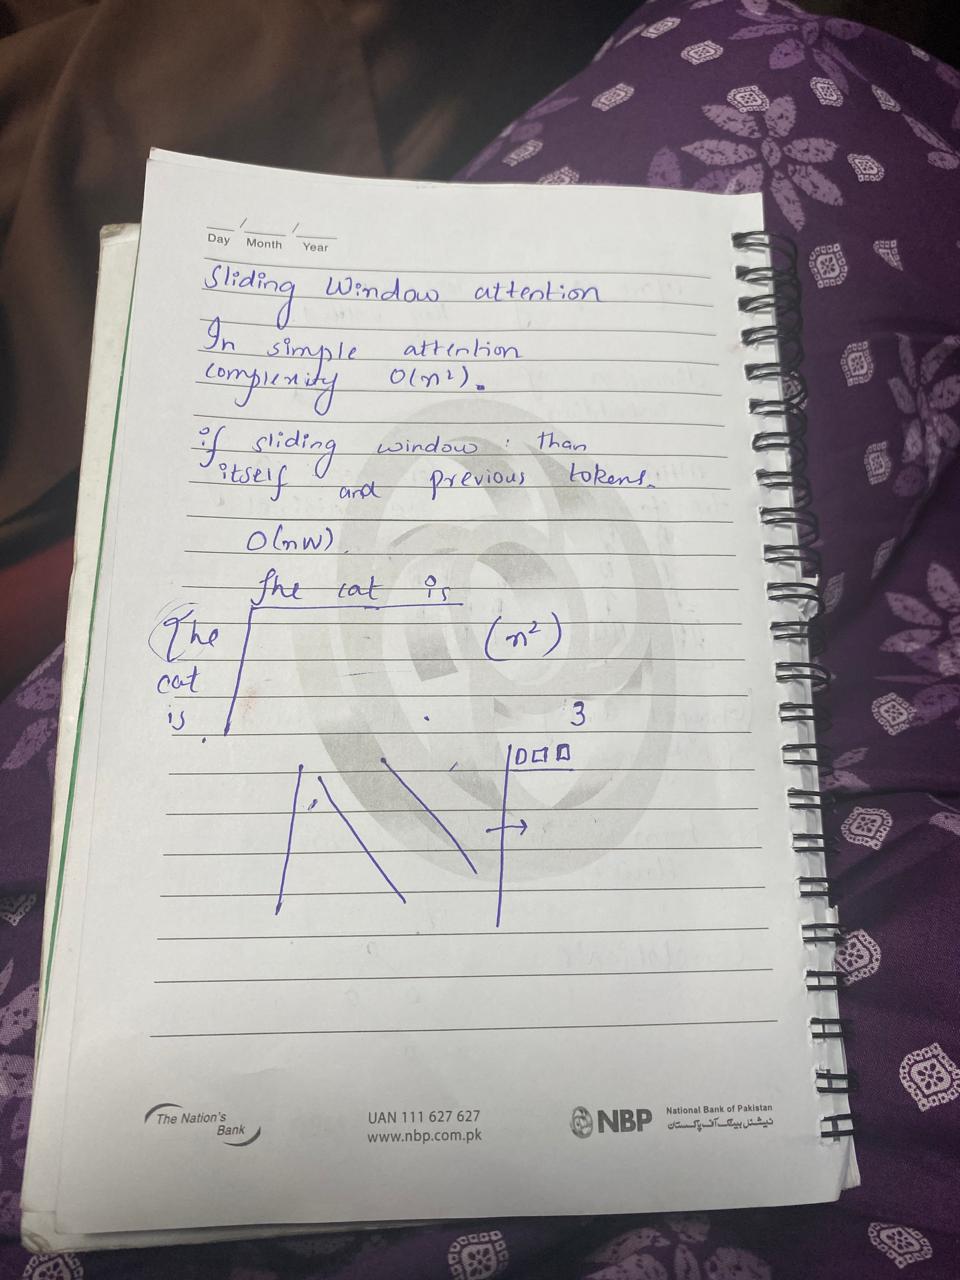 Day / Month / Year
Sliding Window attention
In simple attention
complexity O(n²).
if sliding window : than
itself and previous tokens.
O(nW).
The cat is
The
(n²)
cat
is
3
The Nation's
Bank
UAN 111 627 627
www.nbp.com.pk
NBP
National Bank of Pakistan
نیشنل بینک آف پاکستان